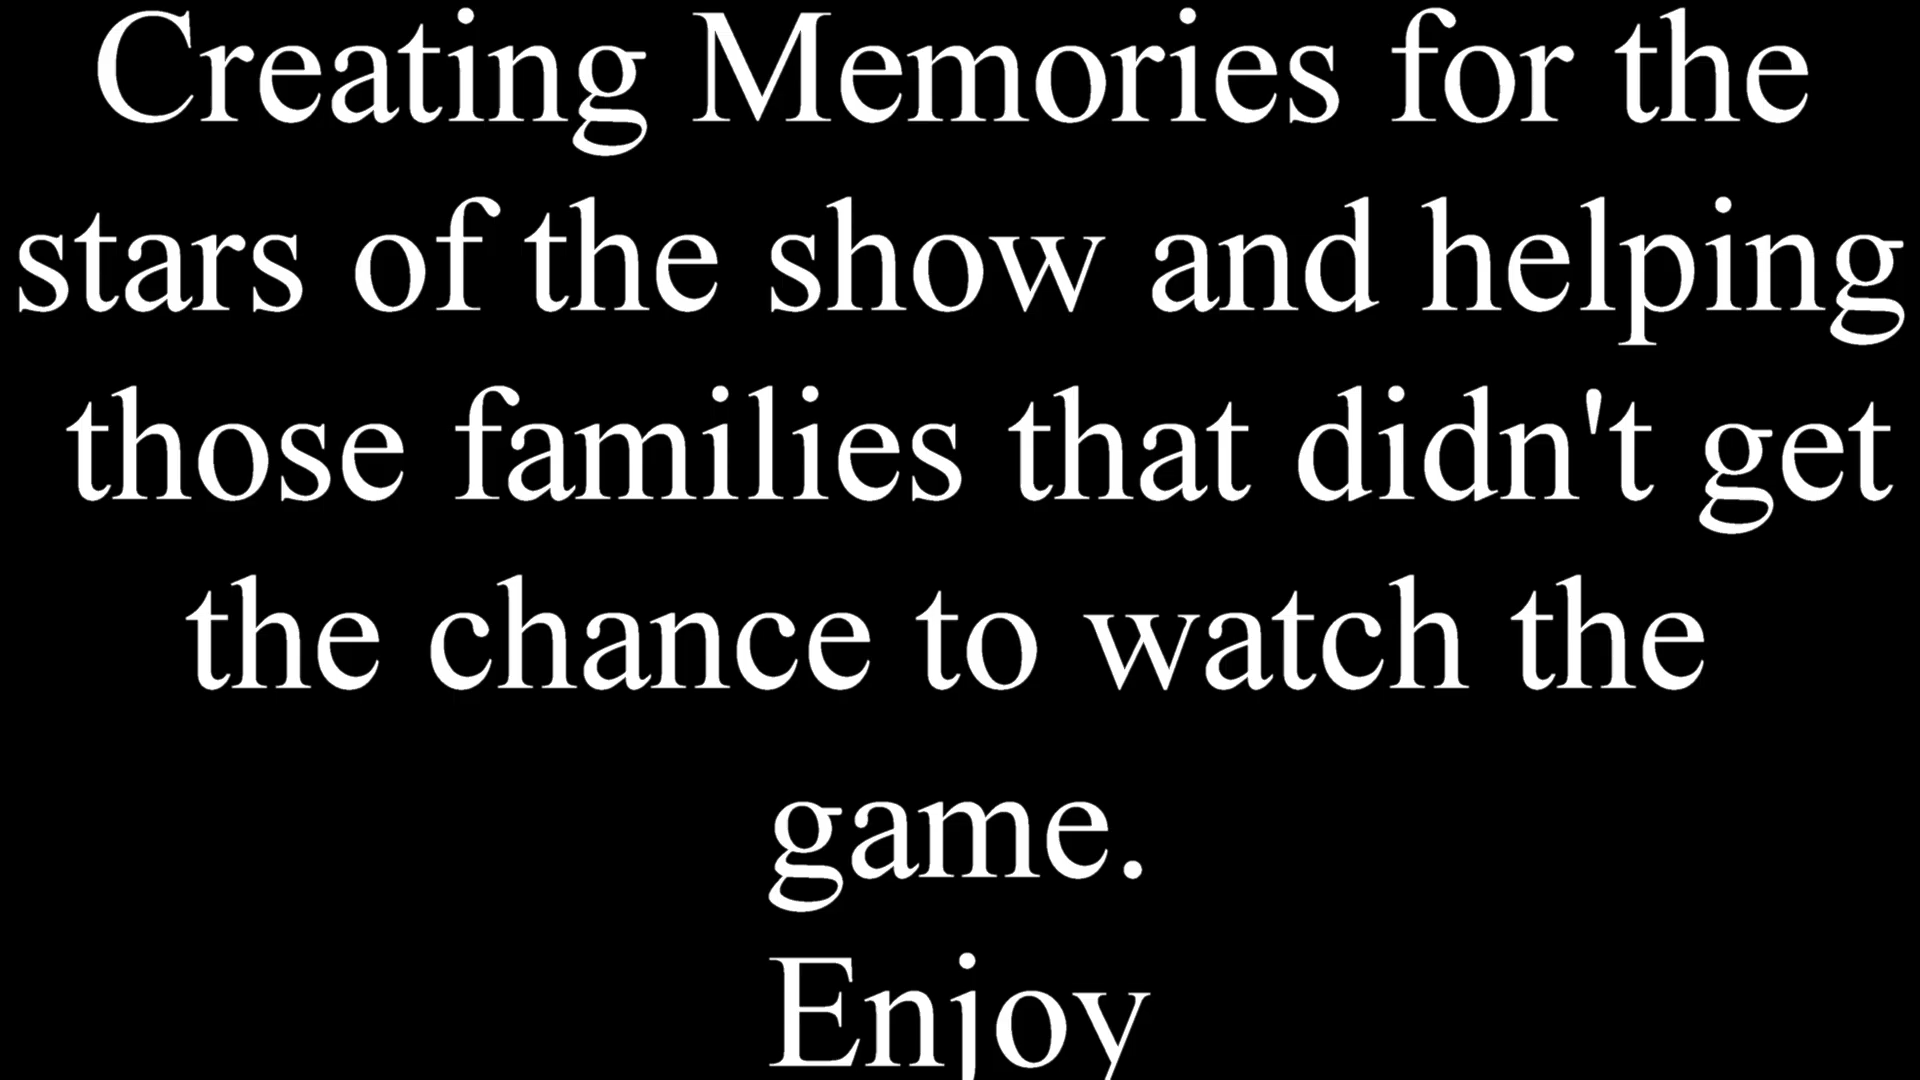 Creating Memories for the
stars of the show and helping
those families that didn't get
the chance to watch the
game.
Enjoy